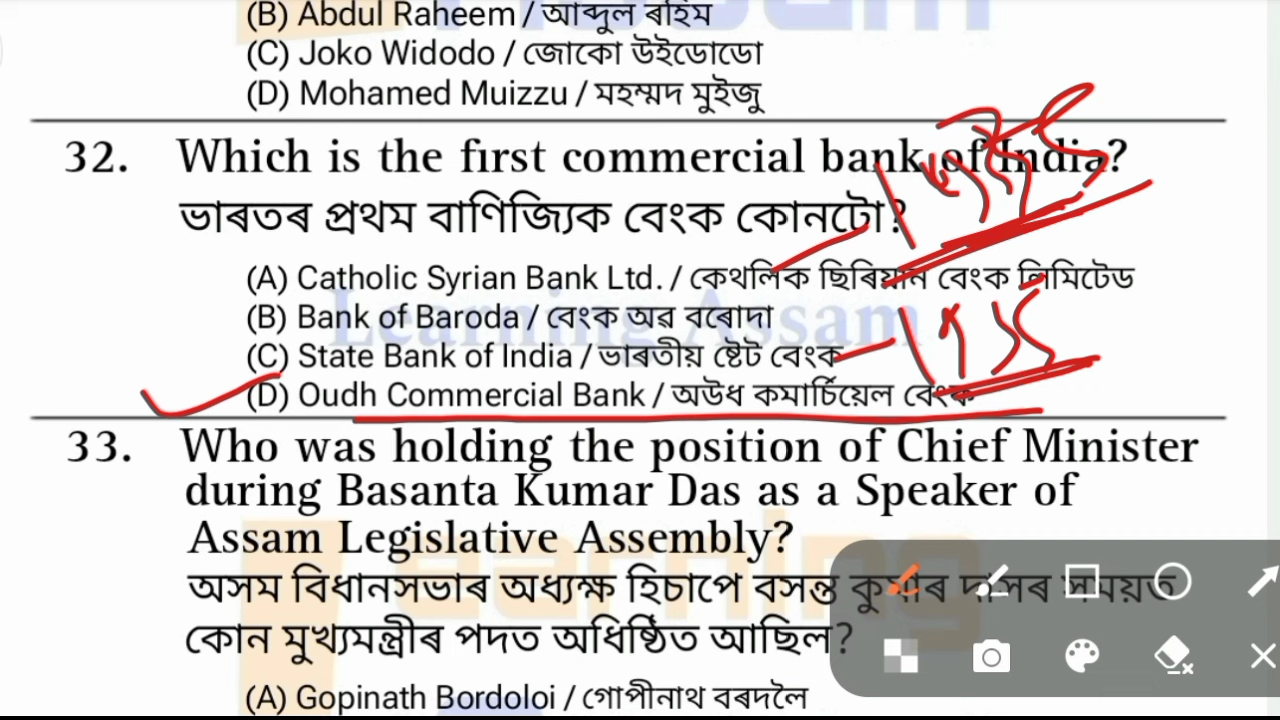 (B) Abdul Raheem / আব্দুল ৰহিম
(C) Joko Widodo / জোকো উইডোডো
(D) Mohamed Muizzu / মহম্মদ মুইজু
32. Which is the first commercial bank of India?
ভাৰতৰ প্ৰথম বাণিজ্যিক বেংক কোনটো?
(A) Catholic Syrian Bank Ltd. / কেথলিক ছিৰিয়ান বেংক লিমিটেড
(B) Bank of Baroda / বেংক অৱ বৰোদা
(C) State Bank of India / ভাৰতীয় ষ্টেট বেংক
(D) Oudh Commercial Bank / অউধ কমাৰ্চিয়েল বেংক
Learning Assam
33. Who was holding the position of Chief Minister
during Basanta Kumar Das as a Speaker of
Assam Legislative Assembly?
অসম বিধানসভাৰ অধ্যক্ষ হিচাপে বসন্ত কুমাৰ দাসৰ সময়ত
কোন মুখ্যমন্ত্ৰীৰ পদত অধিষ্ঠিত আছিল?
(A) Gopinath Bordoloi / গোপীনাথ বৰদলৈ